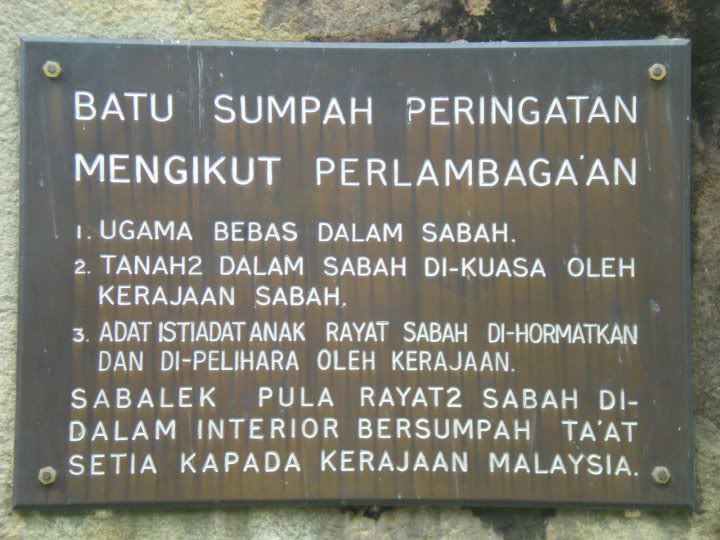 BATU SUMPAH PERINGATAN
MENGIKUT PERLAMBAGA'AN
1. UGAMA BEBAS DALAM SABAH.
2. TANAH2 DALAM SABAH DI-KUASA OLEH
KERAJAAN SABAH.
3. ADAT ISTIADAT ANAK RAYAT SABAH DI-HORMATKAN
DAN DI-PELIHARA OLEH KERAJAAN.
SABALEK PULA RAYAT2 SABAH DI-
DALAM INTERIOR BERSUMPAH TA'AT
SETIA KAPADA KERAJAAN MALAYSIA.